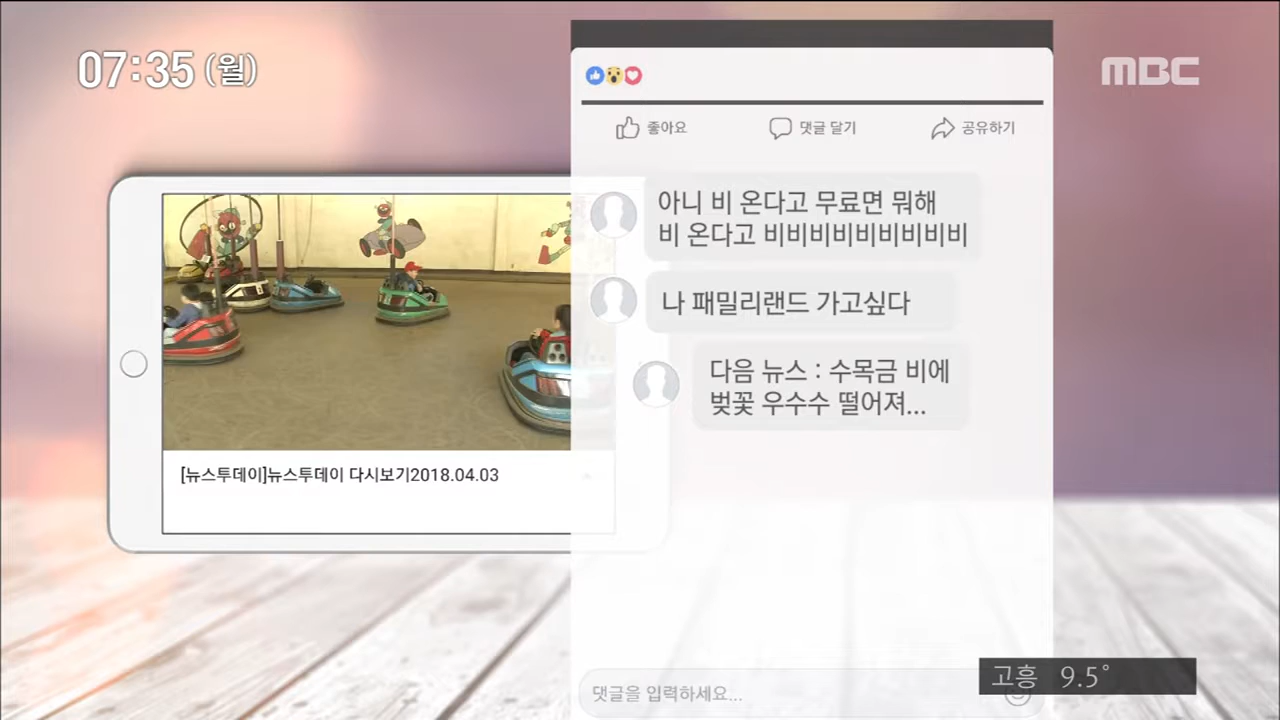 07:35 (월)
MBC
좋아요 댓글 달기 공유하기
아니 비 온다고 무료면 뭐해
비 온다고 비비비비비비비비비
나 패밀리랜드 가고싶다
다음 뉴스 : 수목금 비에
벚꽃 우수수 떨어져...
[뉴스투데이]뉴스투데이 다시보기2018.04.03
댓글을 입력하세요...
고흥 9.5°